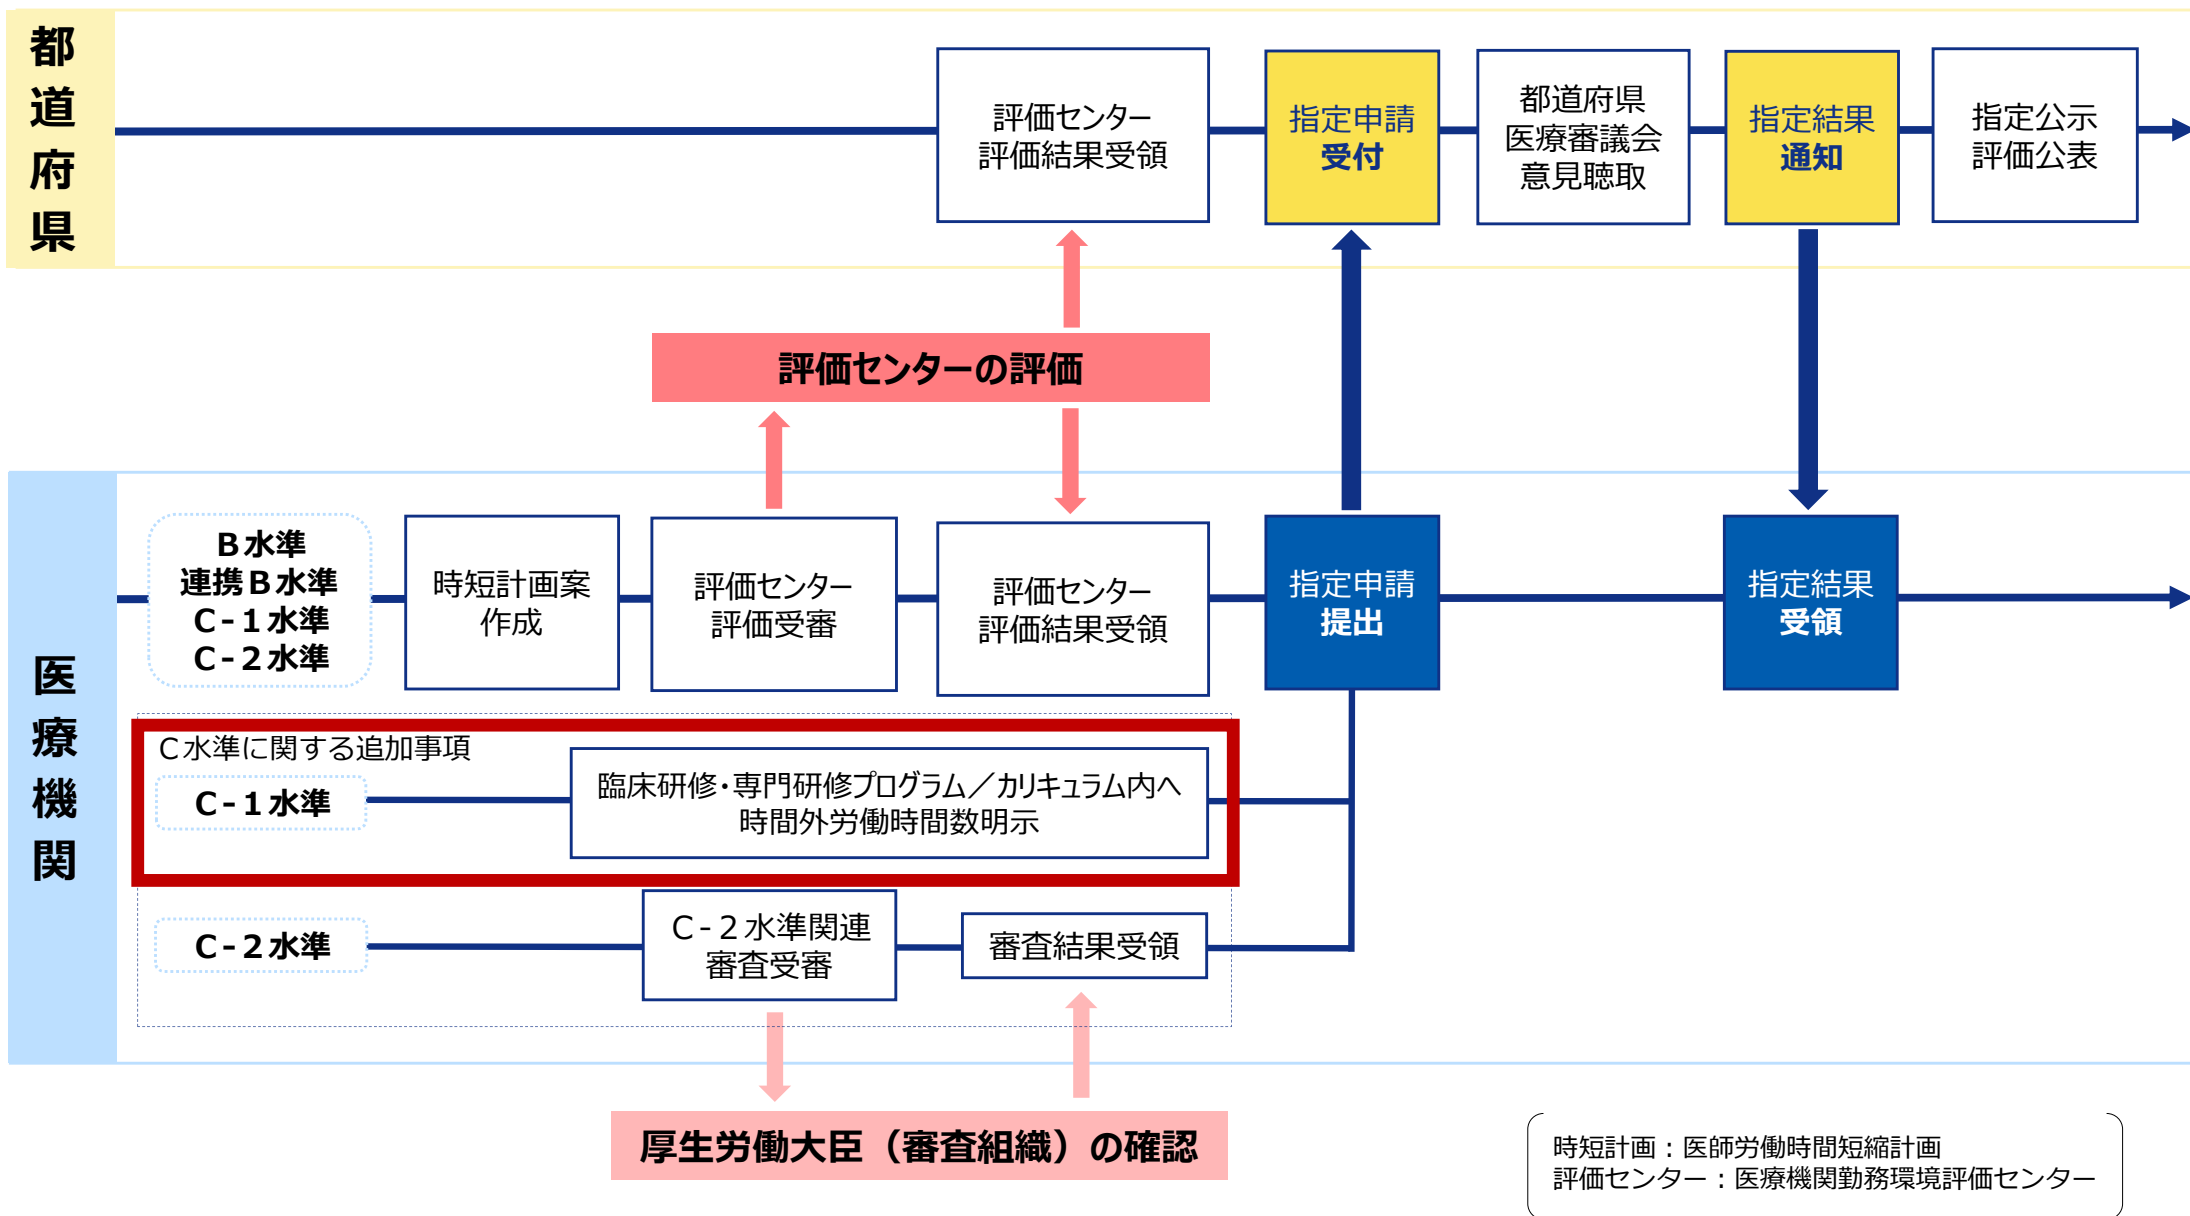 都道府県
評価センター
評価結果受領
指定申請
受付
都道府県
医療審議会
意見聴取
指定結果
通知
指定公示
評価公表
評価センターの評価
医療機関
B水準
連携B水準
C-1水準
C-2水準
時短計画案
作成
評価センター
評価受審
評価センター
評価結果受領
指定申請
提出
指定結果
受領
C水準に関する追加事項
C-1水準
臨床研修・専門研修プログラム／カリキュラム内へ
時間外労働時間数明示
C-2水準
C-2水準関連
審査受審
審査結果受領
厚生労働大臣（審査組織）の確認
時短計画：医師労働時間短縮計画
評価センター：医療機関勤務環境評価センター